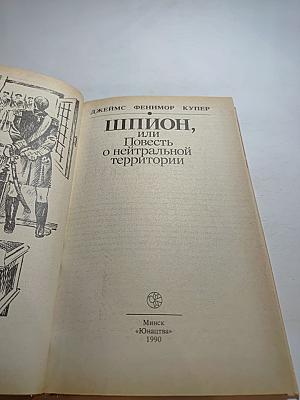 ДЖЕЙМС ФЕНИМОР КУПЕР
ШПИОН,
или
Повесть
о нейтральной
территории
Минск
«Юнацтва»
1990